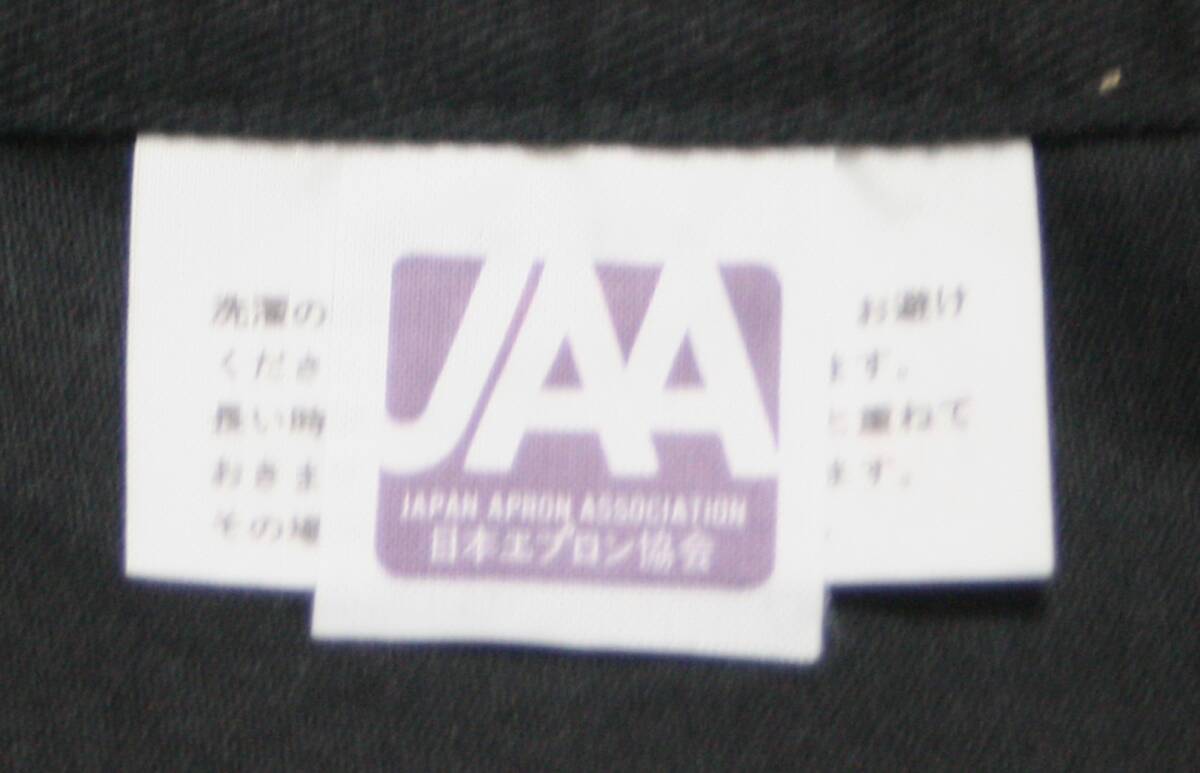 JAA
JAPAN APRON ASSOCIATION
日本エプロン協会
洗濯の
お避け
くださ
ます。
長い時
と重ねて
おきま
ます。
その場